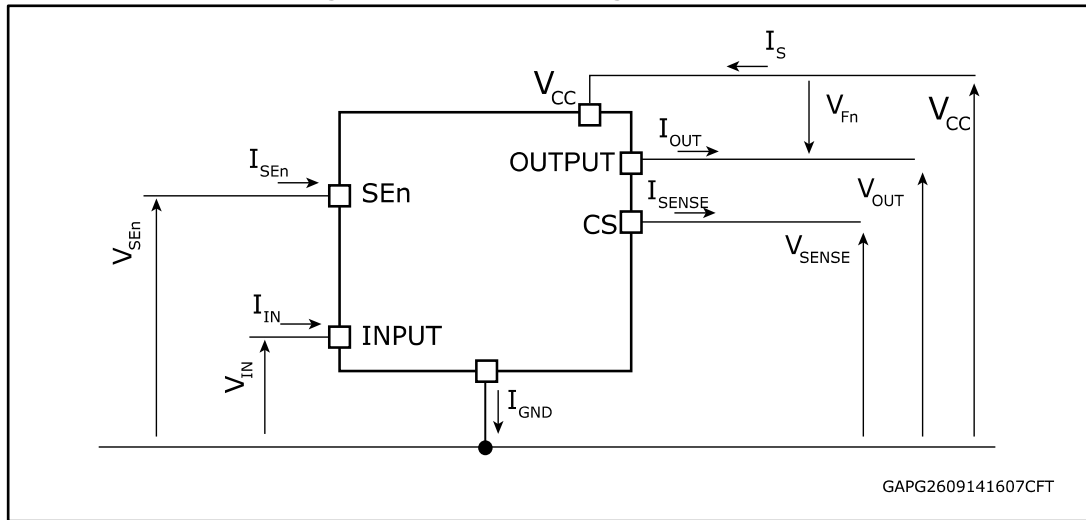 I_S
V_CC
V_Fn
V_CC
I_OUT
OUTPUT
I_SEn
SEn
I_SENSE
V_OUT
CS
V_SENSE
V_SEn
I_IN
INPUT
V_IN
I_GND
GAPG2609141607CFT